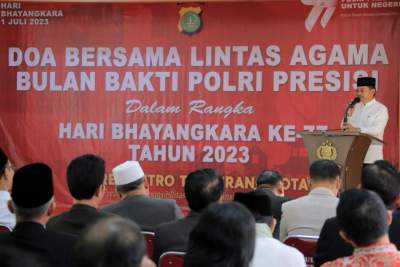 HARI
BHAYANGKARA
1 JULI 2023
UNTUK NEGERI
DOA BERSAMA LINTAS AGAMA
BULAN BAKTI POLRI PRESISI
Dalam Rangka
HARI BHAYANGKARA KE-77
TAHUN 2023